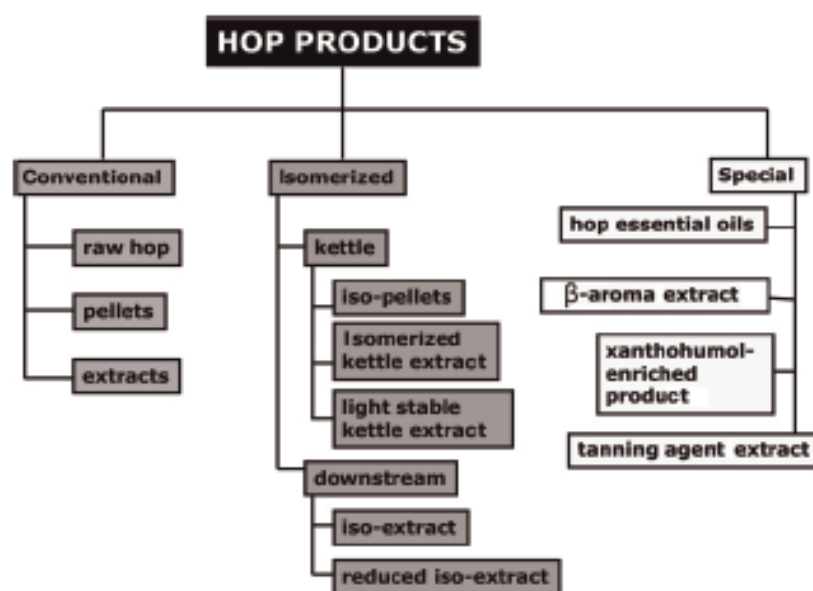 HOP PRODUCTS
Conventional
raw hop
pellets
extracts
Isomerized
kettle
iso-pellets
Isomerized
kettle extract
light stable
kettle extract
downstream
iso-extract
reduced iso-extract
Special
hop essential oils
β-aroma extract
xanthohumol-
enriched
product
tanning agent extract